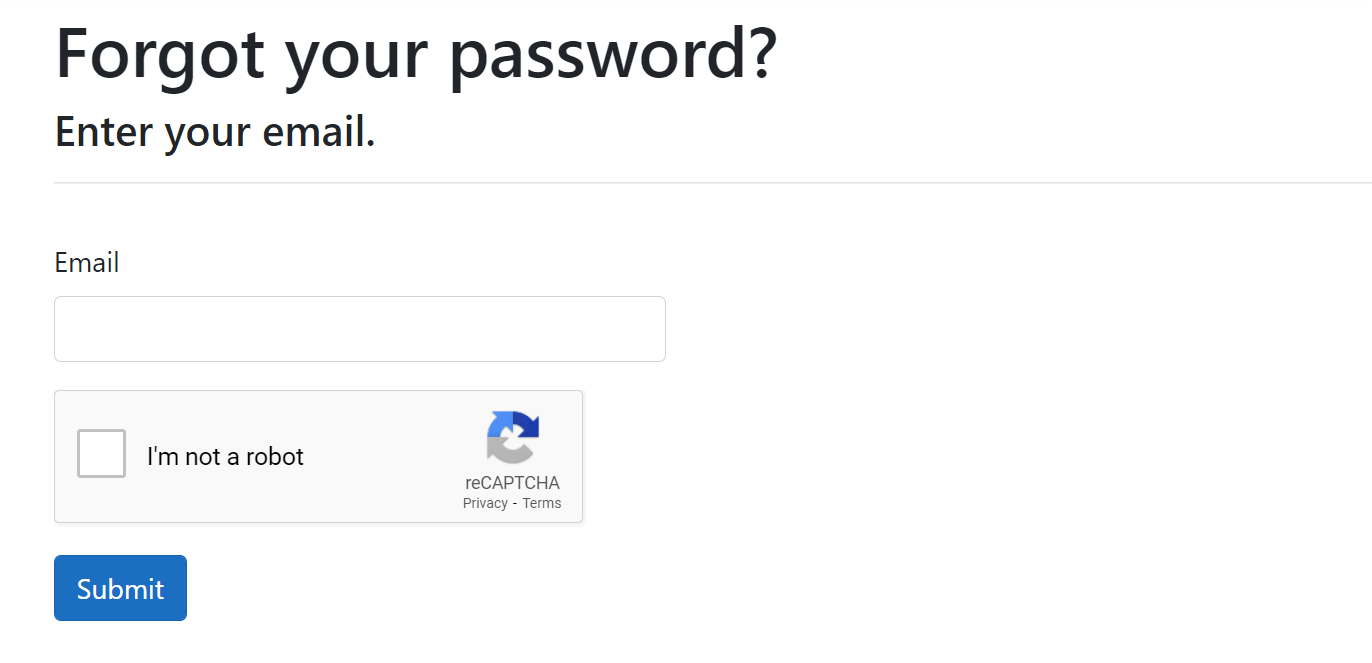 Forgot your password?
Enter your email.
Email
I'm not a robot
reCAPTCHA
Privacy - Terms
Submit